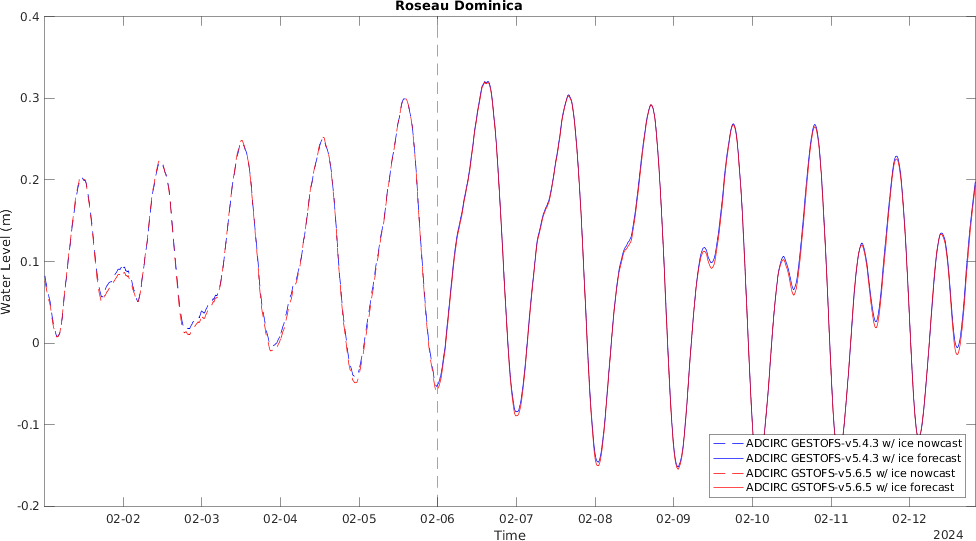 Roseau Dominica
0.4
0.3
0.2
0.1
0
-0.1
-0.2
Water Level (m)
ADCIRC GESTOFS-v5.4.3 w/ ice nowcast
ADCIRC GESTOFS-v5.4.3 w/ ice forecast
ADCIRC GSTOFS-v5.6.5 w/ ice nowcast
ADCIRC GSTOFS-v5.6.5 w/ ice forecast
02-02 02-03 02-04 02-05 02-06 02-07 02-08 02-09 02-10 02-11 02-12
Time
2024